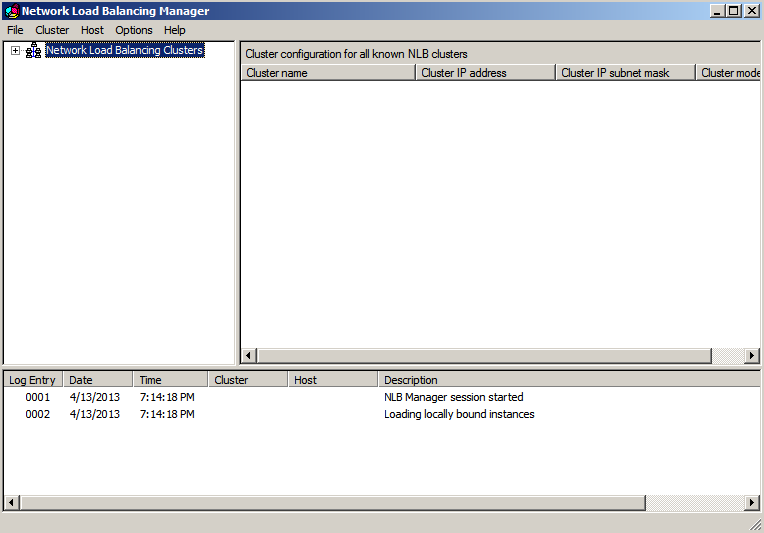 Network Load Balancing Manager
File Cluster Host Options Help
Network Load Balancing Clusters
Cluster configuration for all known NLB clusters
Cluster name Cluster IP address Cluster IP subnet mask Cluster mode
Log Entry Date Time Cluster Host Description
0001 4/13/2013 7:14:18 PM NLB Manager session started
0002 4/13/2013 7:14:18 PM Loading locally bound instances